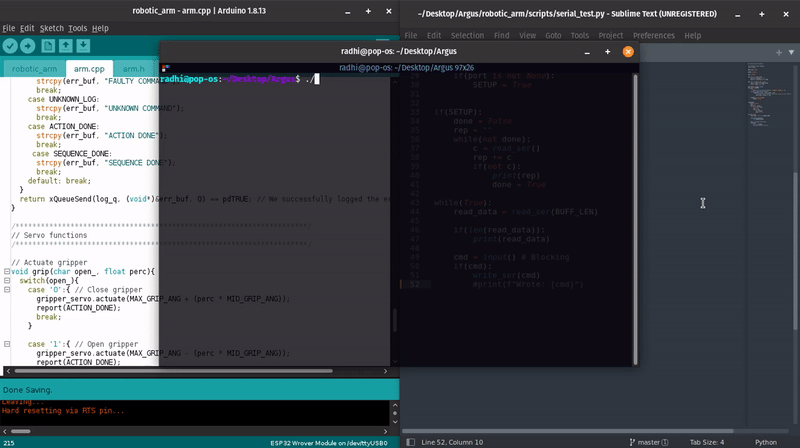 robotic_arm - arm.cpp | Arduino 1.8.13
File Edit Sketch Tools Help
robotic_arm arm.cpp arm.h
strcpy(err_buf, "FAULTY COMM
break;
case UNKNOWN_LOG:
strcpy(err_buf, "UNKNOWN COMMAND");
break;
case ACTION_DONE:
strcpy(err_buf, "ACTION DONE");
break;
case SEQUENCE_DONE:
strcpy(err_buf, "SEQUENCE DONE");
break;
default: break;
}
return xQueueSend(log_q, (void*)&err_buf, 0) == pdTRUE; // We successfully logged the e
}
// Servo functions
// Actuate gripper
void grip(char open_, float perc){
switch(open_){
case '0':{ // Close gripper
gripper_servo.actuate(MAX_GRIP_ANG + (perc * MID_GRIP_ANG));
report(ACTION_DONE);
break;
}
case '1':{ // Open gripper
gripper_servo.actuate(MAX_GRIP_ANG - (perc * MID_GRIP_ANG));
report(ACTION_DONE);
Done Saving.
Leaving...
Hard resetting via RTS pin...
215 ESP32 Wrover Module on /dev/ttyUSB0
radhi@pop-os: ~/Desktop/Argus
radhi@pop-os: ~/Desktop/Argus 97x26
radhi@pop-os:~/Desktop/Argus$ ./
~/Desktop/Argus/robotic_arm/scripts/serial_test.py - Sublime Text (UNREGISTERED)
File Edit Selection Find View Goto Tools Project Preferences Help
if(port is not None):
SETUP = True
if(SETUP):
done = False
rep = ""
while(not done):
c = read_ser()
rep += c
if(not c):
print(rep)
done = True
while(True):
read_data = read_ser(BUFF_LEN)
if(len(read_data)):
print(read_data)
cmd = input() # Blocking
if(cmd):
write_ser(cmd)
#print(f"Wrote: {cmd}")
Line 52, Column 10 master 1 Tab Size: 4 Python